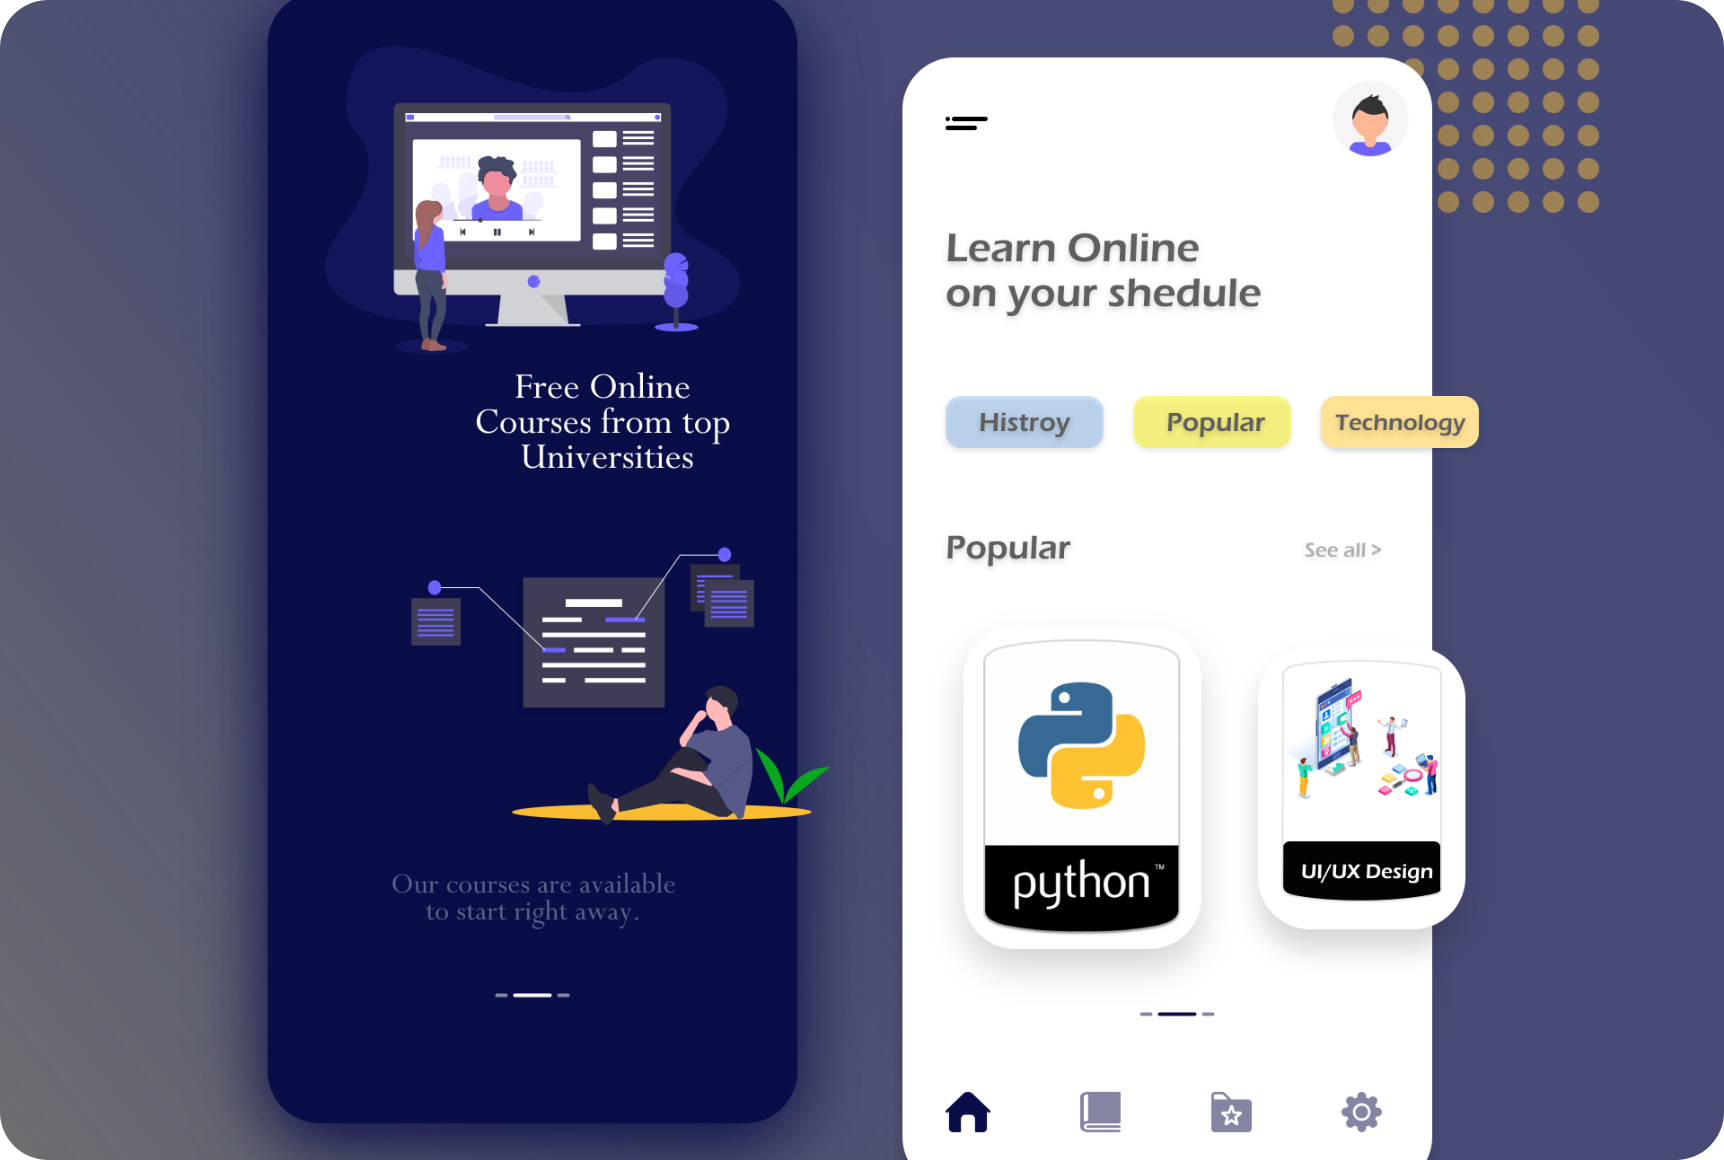 Free Online
Courses from top
Universities
Our courses are available
to start right away.
Learn Online
on your shedule
Histroy
Popular
Technology
Popular
See all >
python™
UI/UX Design